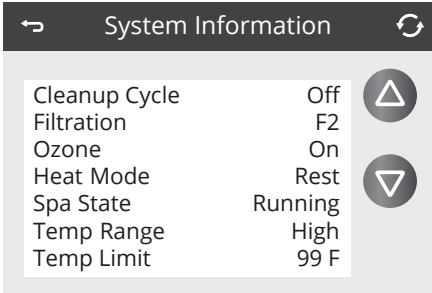 System Information
Cleanup Cycle Off
Filtration F2
Ozone On
Heat Mode Rest
Spa State Running
Temp Range High
Temp Limit 99 F